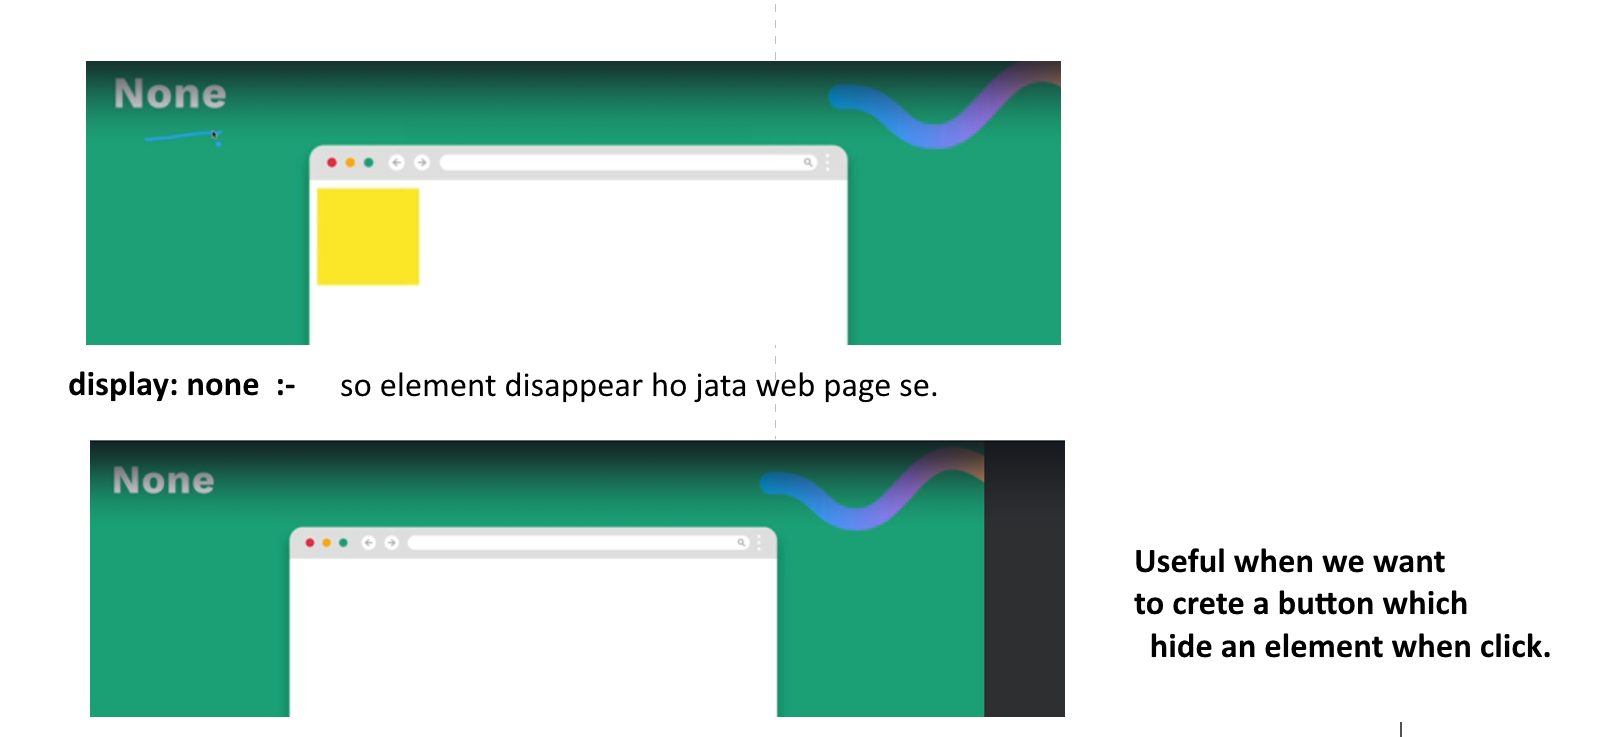 None
display: none :- so element disappear ho jata web page se.
None
Useful when we want
to crete a button which
hide an element when click.